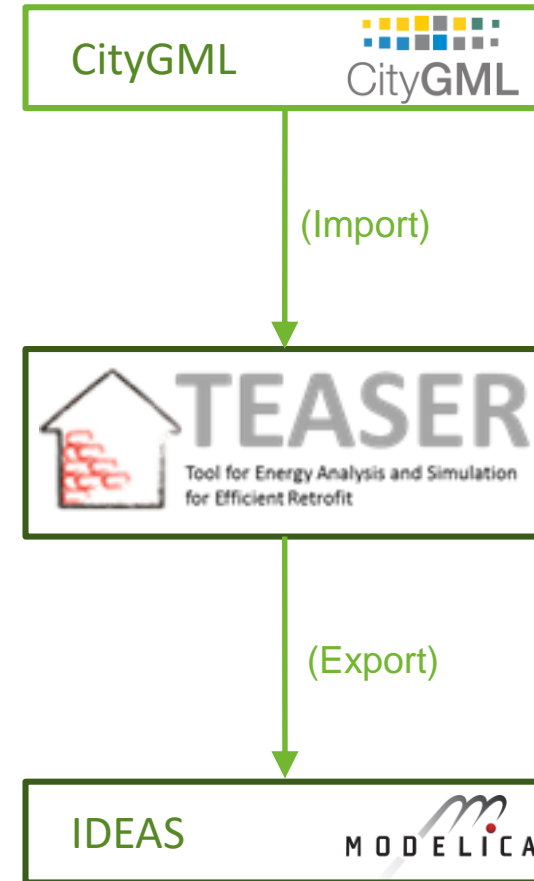 CityGML
CityGML
(Import)
TEASER
Tool for Energy Analysis and Simulation
for Efficient Retrofit
(Export)
IDEAS
MODELICA